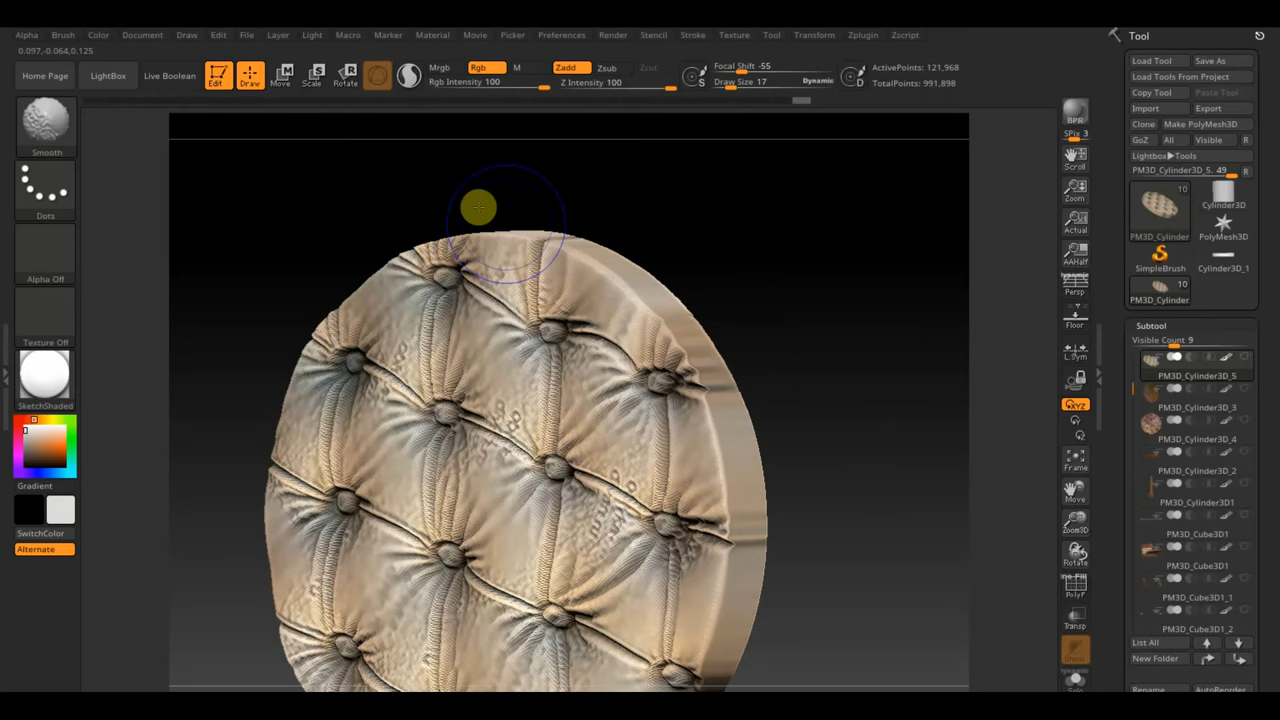 Alpha Brush Color Document Draw Edit File Layer Light Macro Marker Material Movie Picker Preferences Render Stencil Stroke Texture Tool Transform Zplugin Zscript
Tool
0.097,-0.064,0.125
Home Page
LightBox
Live Boolean
Edit
Draw
Move
Scale
Rotate
Mrgb Rgb M
Rgb Intensity 100
Zadd Zsub Zcut
Z Intensity 100
S
Focal Shift -55
Draw Size 17 Dynamic
D
ActivePoints: 121,968
TotalPoints: 991,898
Smooth
Dots
Alpha Off
Texture Off
SketchShaded
Gradient
SwitchColor
Alternate
BPR
SPix 3
Scroll
Zoom
Actual
AAHalf
Dynamic
Persp
Floor
L.Sym
XYZ
Frame
Move
Zoom3D
Rotate
PolyF
Transp
Ghost
Solo
Load Tool Save As
Load Tools From Project
Copy Tool Paste Tool
Import Export
Clone Make PolyMesh3D
GoZ All Visible R
Lightbox▶Tools
PM3D_Cylinder3D_5. 49 R
10
PM3D_Cylinder
Cylinder3D
PolyMesh3D
SimpleBrush
Cylinder3D_1
10
PM3D_Cylinder
Subtool
Visible Count 9
PM3D_Cylinder3D_5
PM3D_Cylinder3D_3
PM3D_Cylinder3D_4
PM3D_Cylinder3D_2
PM3D_Cylinder3D1
PM3D_Cube3D1
PM3D_Cube3D1
PM3D_Cube3D1_1
PM3D_Cube3D1_2
List All
New Folder
Rename AutoReorder